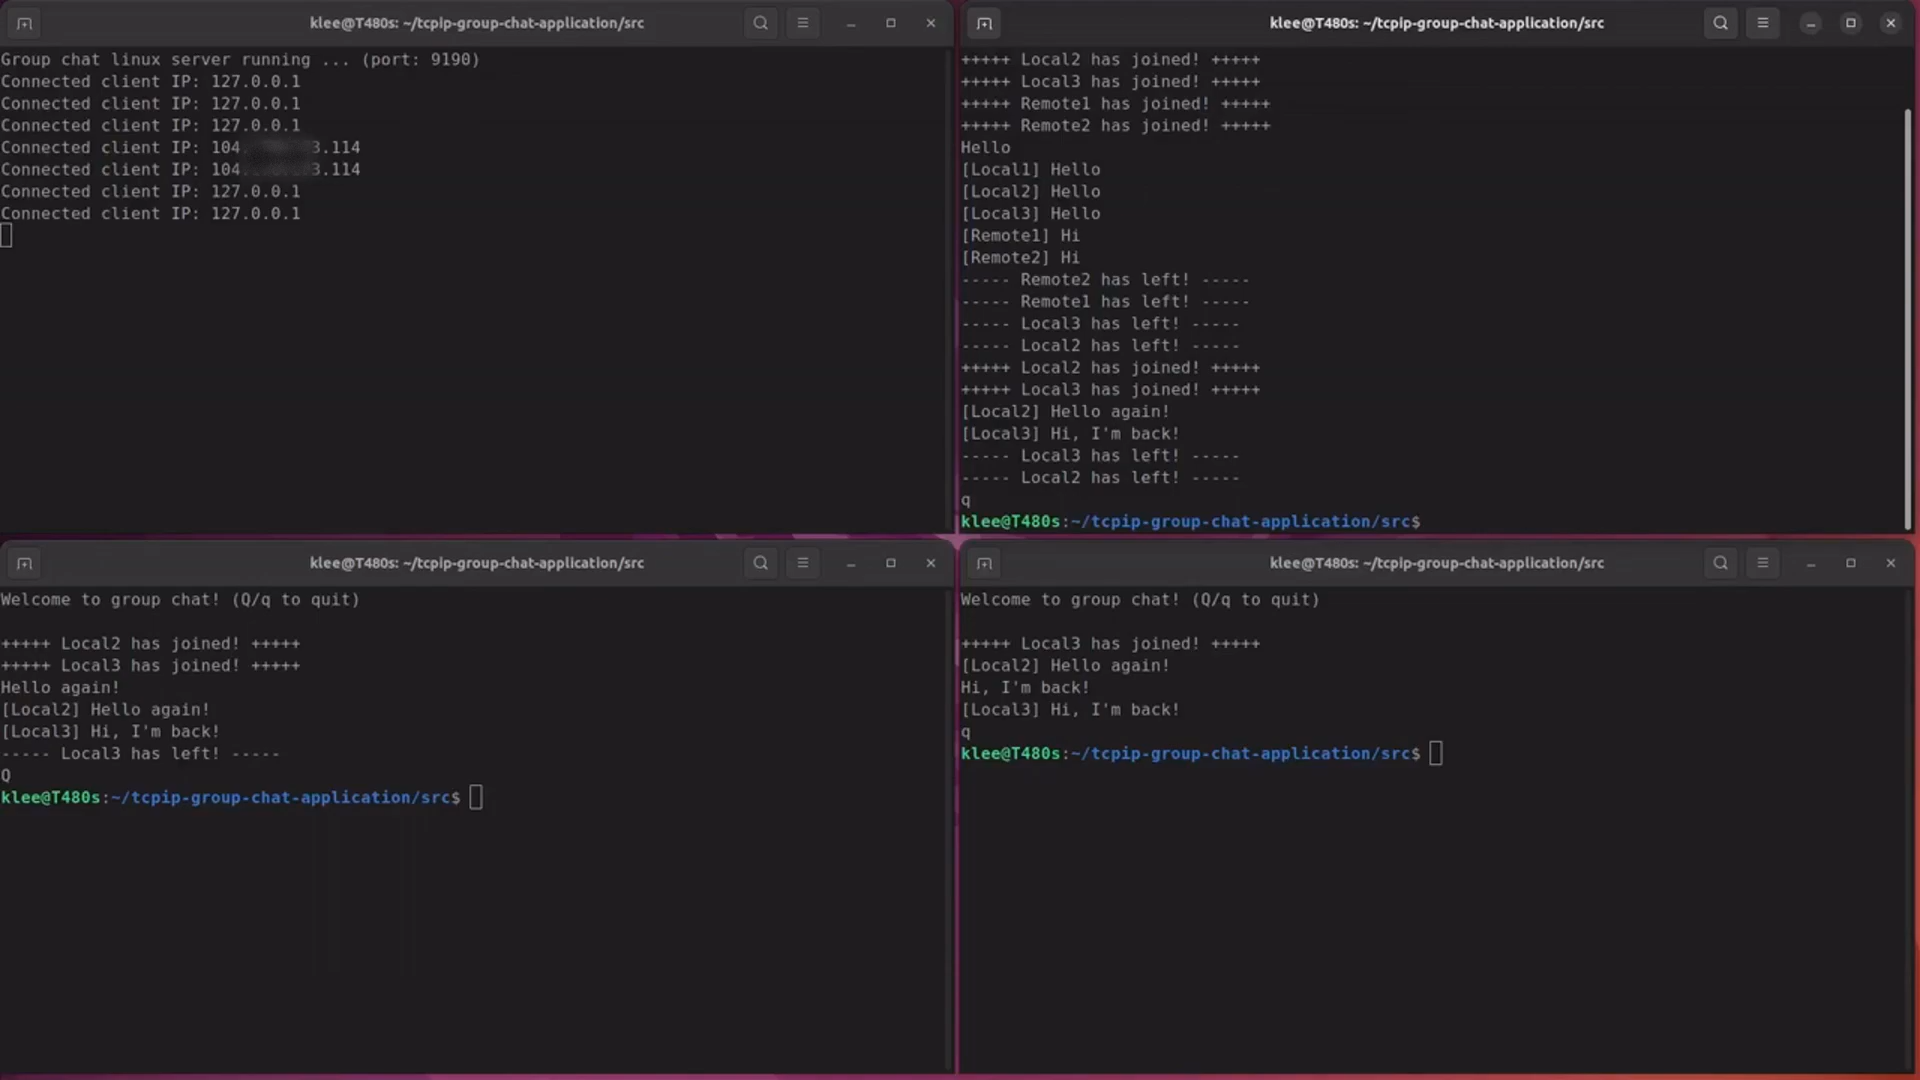 klee@T480s: ~/tcpip-group-chat-application/src
Group chat linux server running ... (port: 9190)
Connected client IP: 127.0.0.1
Connected client IP: 127.0.0.1
Connected client IP: 127.0.0.1
Connected client IP: 104. 3.114
Connected client IP: 104. 3.114
Connected client IP: 127.0.0.1
Connected client IP: 127.0.0.1
klee@T480s: ~/tcpip-group-chat-application/src
+++++ Local2 has joined! +++++
+++++ Local3 has joined! +++++
+++++ Remote1 has joined! +++++
+++++ Remote2 has joined! +++++
Hello
[Local1] Hello
[Local2] Hello
[Local3] Hello
[Remote1] Hi
[Remote2] Hi
----- Remote2 has left! -----
----- Remote1 has left! -----
----- Local3 has left! -----
----- Local2 has left! -----
+++++ Local2 has joined! +++++
+++++ Local3 has joined! +++++
[Local2] Hello again!
[Local3] Hi, I'm back!
----- Local3 has left! -----
----- Local2 has left! -----
q
klee@T480s:~/tcpip-group-chat-application/src$
klee@T480s: ~/tcpip-group-chat-application/src
Welcome to group chat! (Q/q to quit)
+++++ Local2 has joined! +++++
+++++ Local3 has joined! +++++
Hello again!
[Local2] Hello again!
[Local3] Hi, I'm back!
----- Local3 has left! -----
Q
klee@T480s:~/tcpip-group-chat-application/src$
klee@T480s: ~/tcpip-group-chat-application/src
Welcome to group chat! (Q/q to quit)
+++++ Local3 has joined! +++++
[Local2] Hello again!
Hi, I'm back!
[Local3] Hi, I'm back!
q
klee@T480s:~/tcpip-group-chat-application/src$